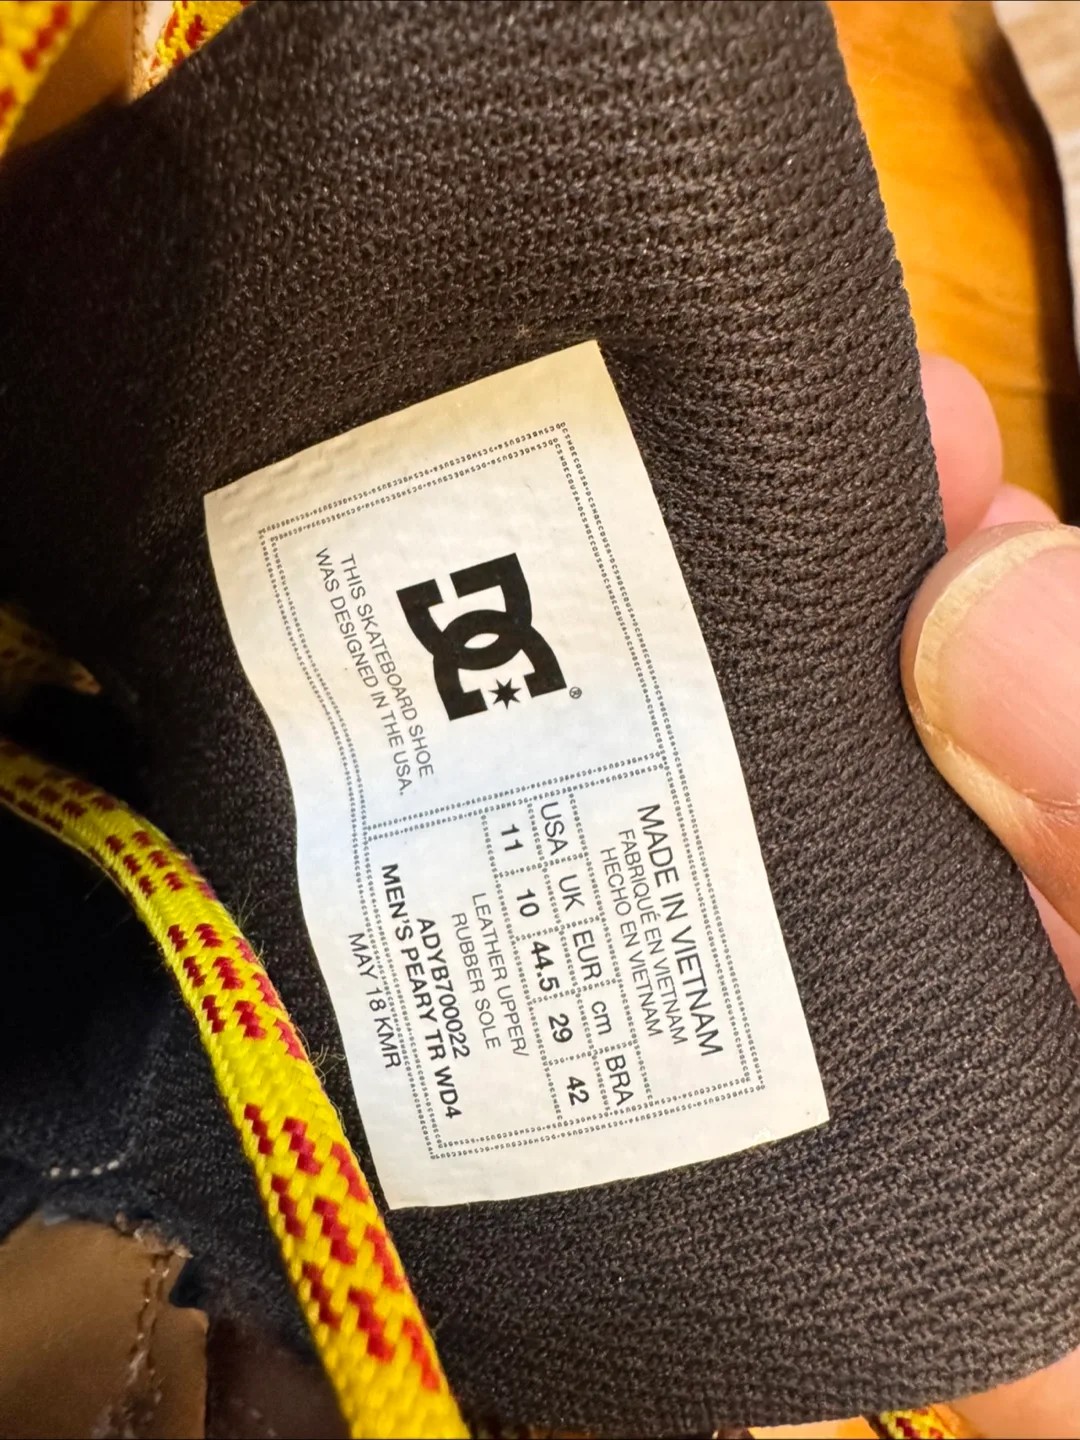 DC®
THIS SKATEBOARD SHOE
WAS DESIGNED IN THE USA.
MADE IN VIETNAM
FABRIQUÉ EN VIETNAM
HECHO EN VIETNAM
USA UK EUR cm BRA
11 10 44.5 29 42
LEATHER UPPER/
RUBBER SOLE
ADYB700022
MEN'S PEARY TR WD4
MAY 18 KMR